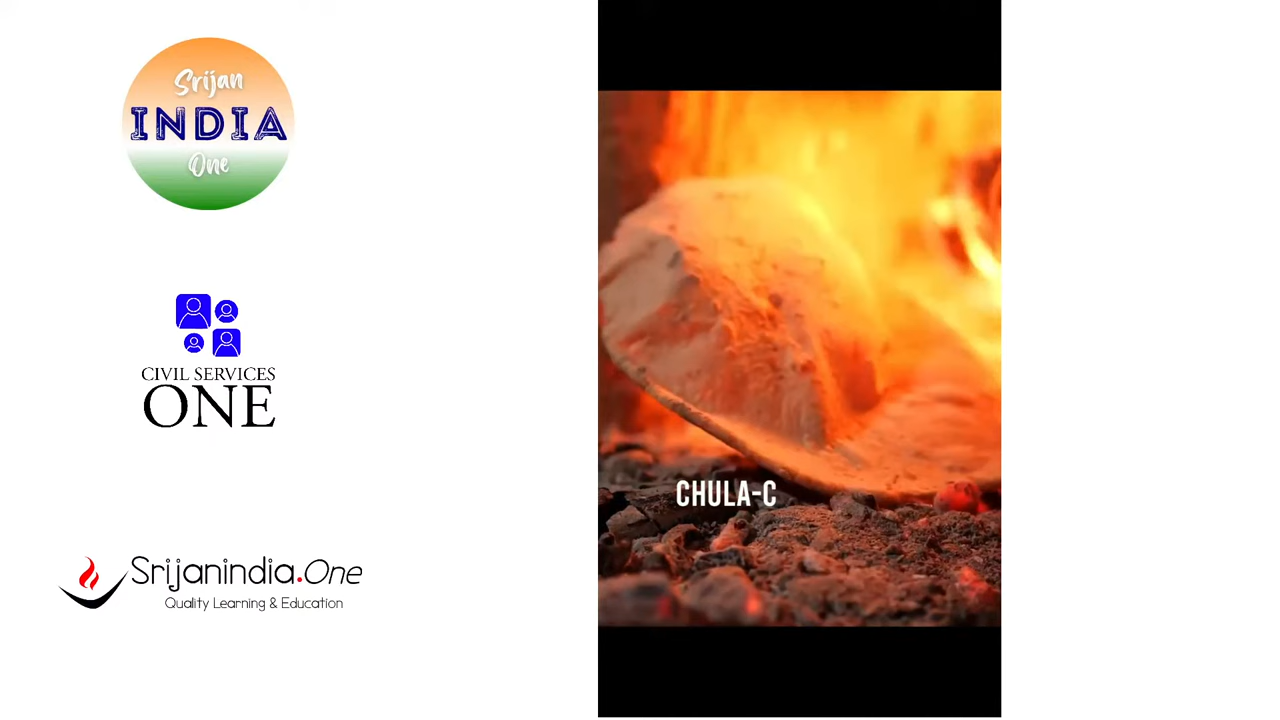 Srijan
INDIA
One
CIVIL SERVICES
ONE
Srijanindia.One
Quality Learning & Education
CHULA-C